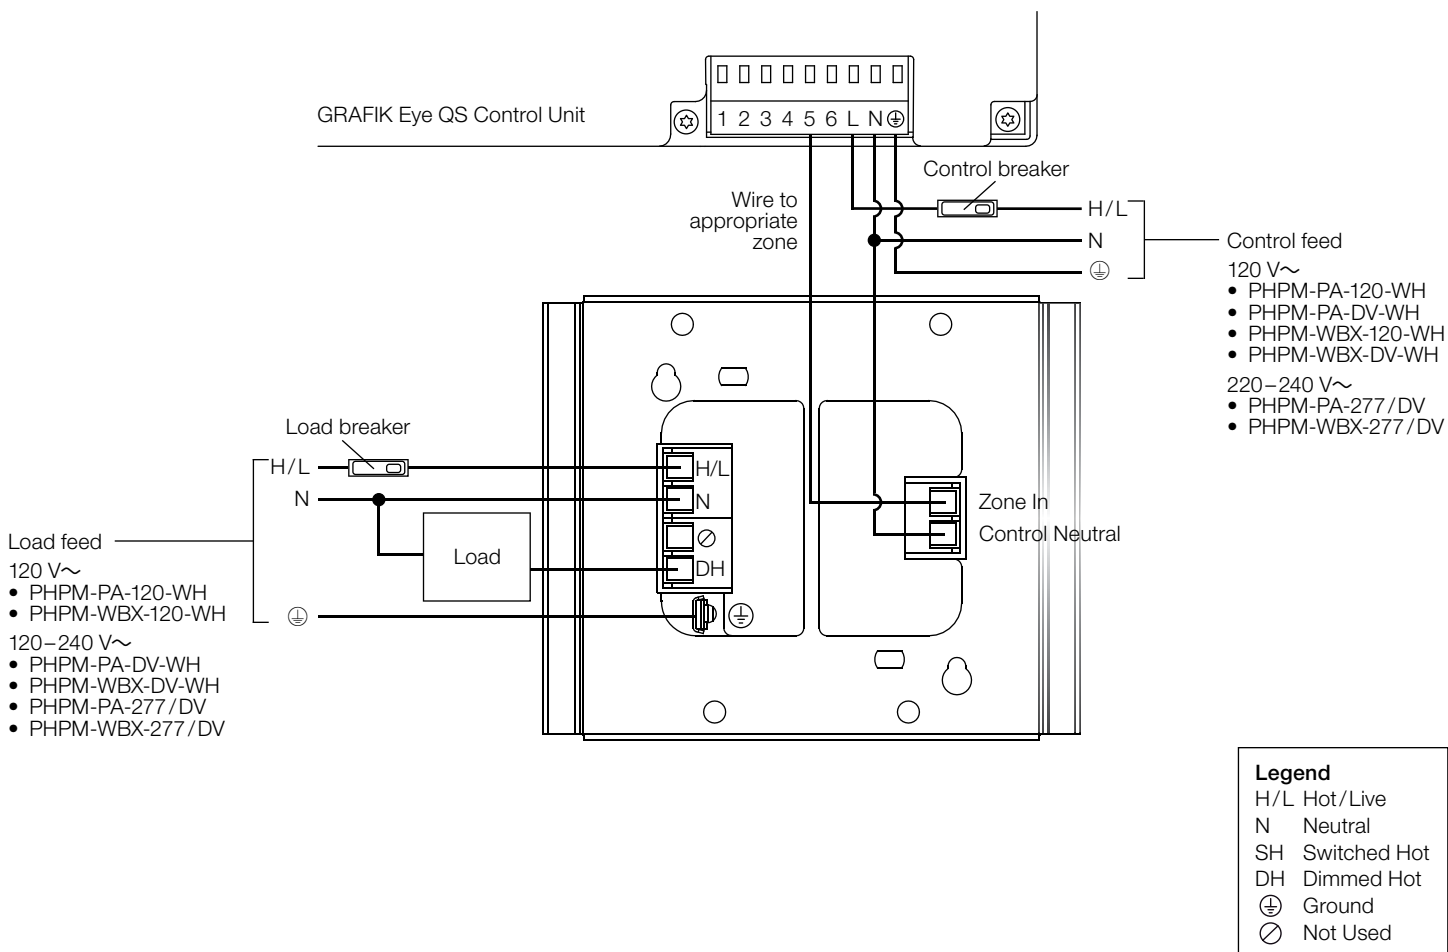 GRAFIK Eye QS Control Unit
1 2 3 4 5 6 L N
Control breaker
Wire to
appropriate
zone
H/L
N
Control feed
120 V~
• PHPM-PA-120-WH
• PHPM-PA-DV-WH
• PHPM-WBX-120-WH
• PHPM-WBX-DV-WH
220–240 V~
• PHPM-PA-277/DV
• PHPM-WBX-277/DV
Load breaker
H/L
N
H/L
N
DH
Load
Zone In
Control Neutral
Load feed
120 V~
• PHPM-PA-120-WH
• PHPM-WBX-120-WH
120–240 V~
• PHPM-PA-DV-WH
• PHPM-WBX-DV-WH
• PHPM-PA-277/DV
• PHPM-WBX-277/DV
Legend
H/L Hot/Live
N Neutral
SH Switched Hot
DH Dimmed Hot
Ground
Not Used